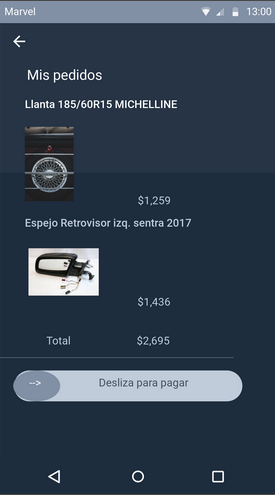 Marvel 13:00
Mis pedidos
Llanta 185/60R15 MICHELLINE
$1,259
Espejo Retrovisor izq. sentra 2017
$1,436
Total $2,695
--> Desliza para pagar